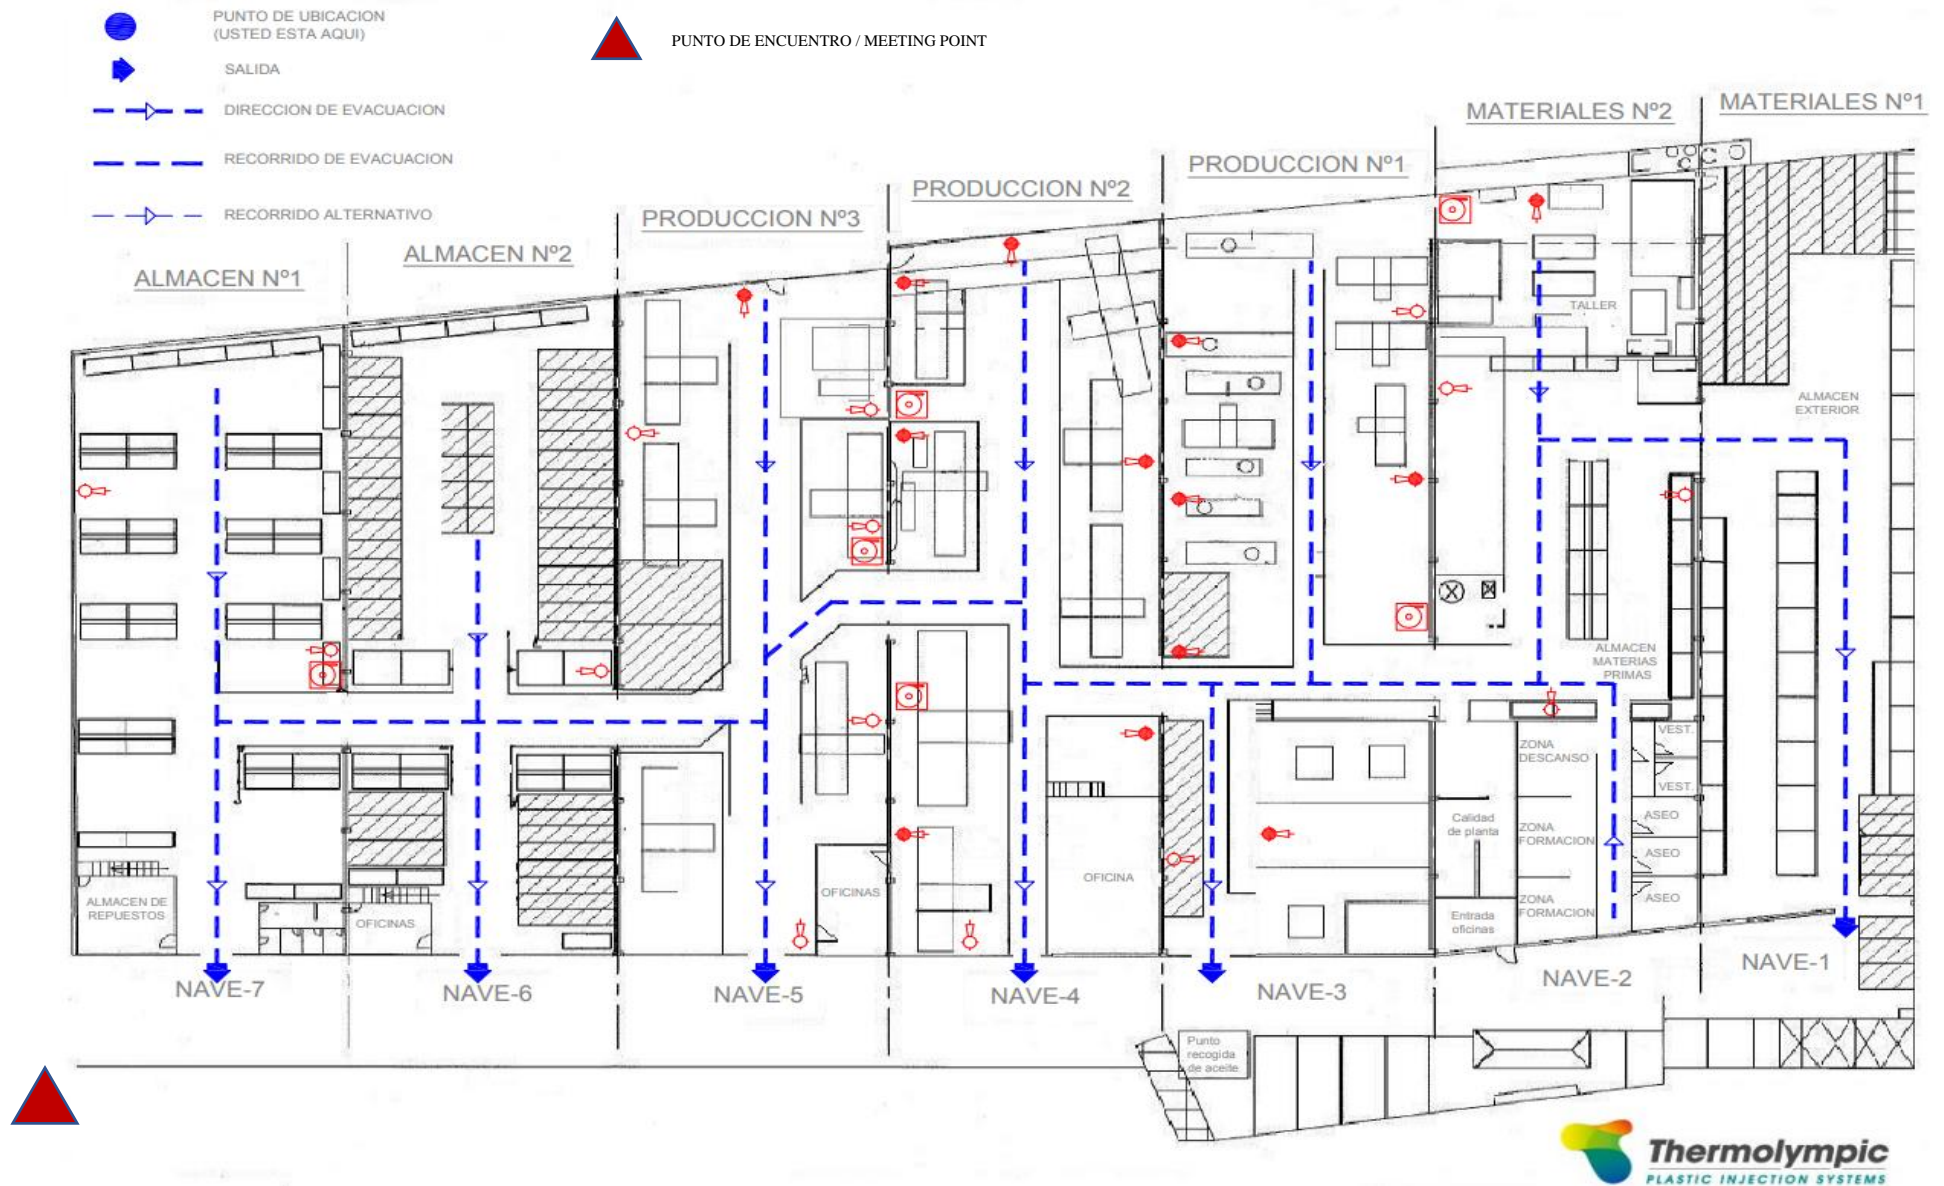 PUNTO DE UBICACION
(USTED ESTA AQUI)
PUNTO DE ENCUENTRO / MEETING POINT
SALIDA
DIRECCION DE EVACUACION
RECORRIDO DE EVACUACION
RECORRIDO ALTERNATIVO
MATERIALES Nº1
MATERIALES Nº2
PRODUCCION Nº1
PRODUCCION Nº2
PRODUCCION Nº3
ALMACEN Nº2
ALMACEN Nº1
TALLER
ALMACEN
EXTERIOR
ALMACEN
MATERIAS
PRIMAS
ZONA
DESCANSO
VEST.
VEST.
Calidad
de planta
ZONA
FORMACION
ASEO
ASEO
ASEO
ZONA
FORMACION
Entrada
oficinas
OFICINA
OFICINAS
OFICINAS
ALMACEN DE
REPUESTOS
NAVE-7
NAVE-6
NAVE-5
NAVE-4
NAVE-3
NAVE-2
NAVE-1
Punto
recogida
de aceite
Thermolympic
PLASTIC INJECTION SYSTEMS